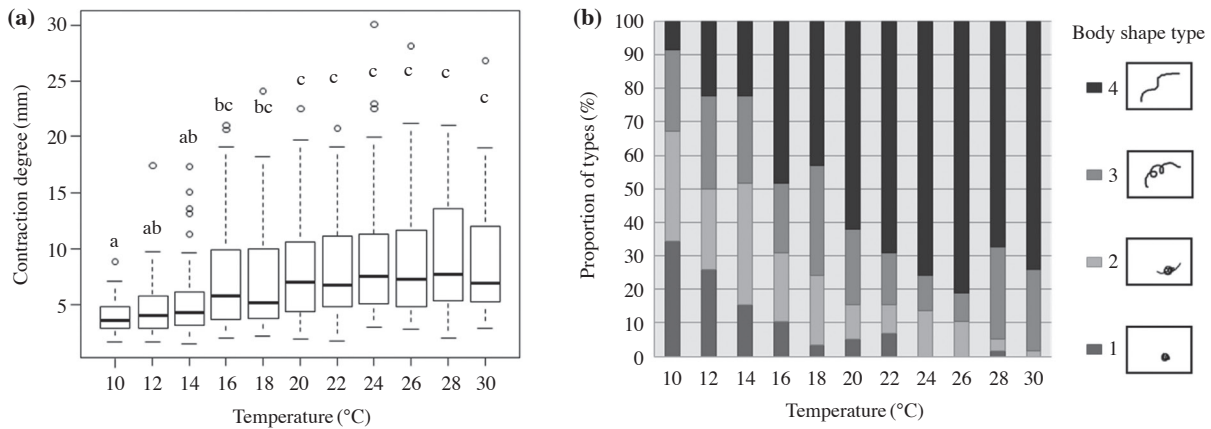 (a)
Contraction degree (mm)
30
25
20
15
10
5
a
ab
ab
bc
bc
c
c
c
c
c
c
10 12 14 16 18 20 22 24 26 28 30
Temperature (°C)
(b)
Proportion of types (%)
100
90
80
70
60
50
40
30
20
10
0
10 12 14 16 18 20 22 24 26 28 30
Temperature (°C)
Body shape type
4
3
2
1